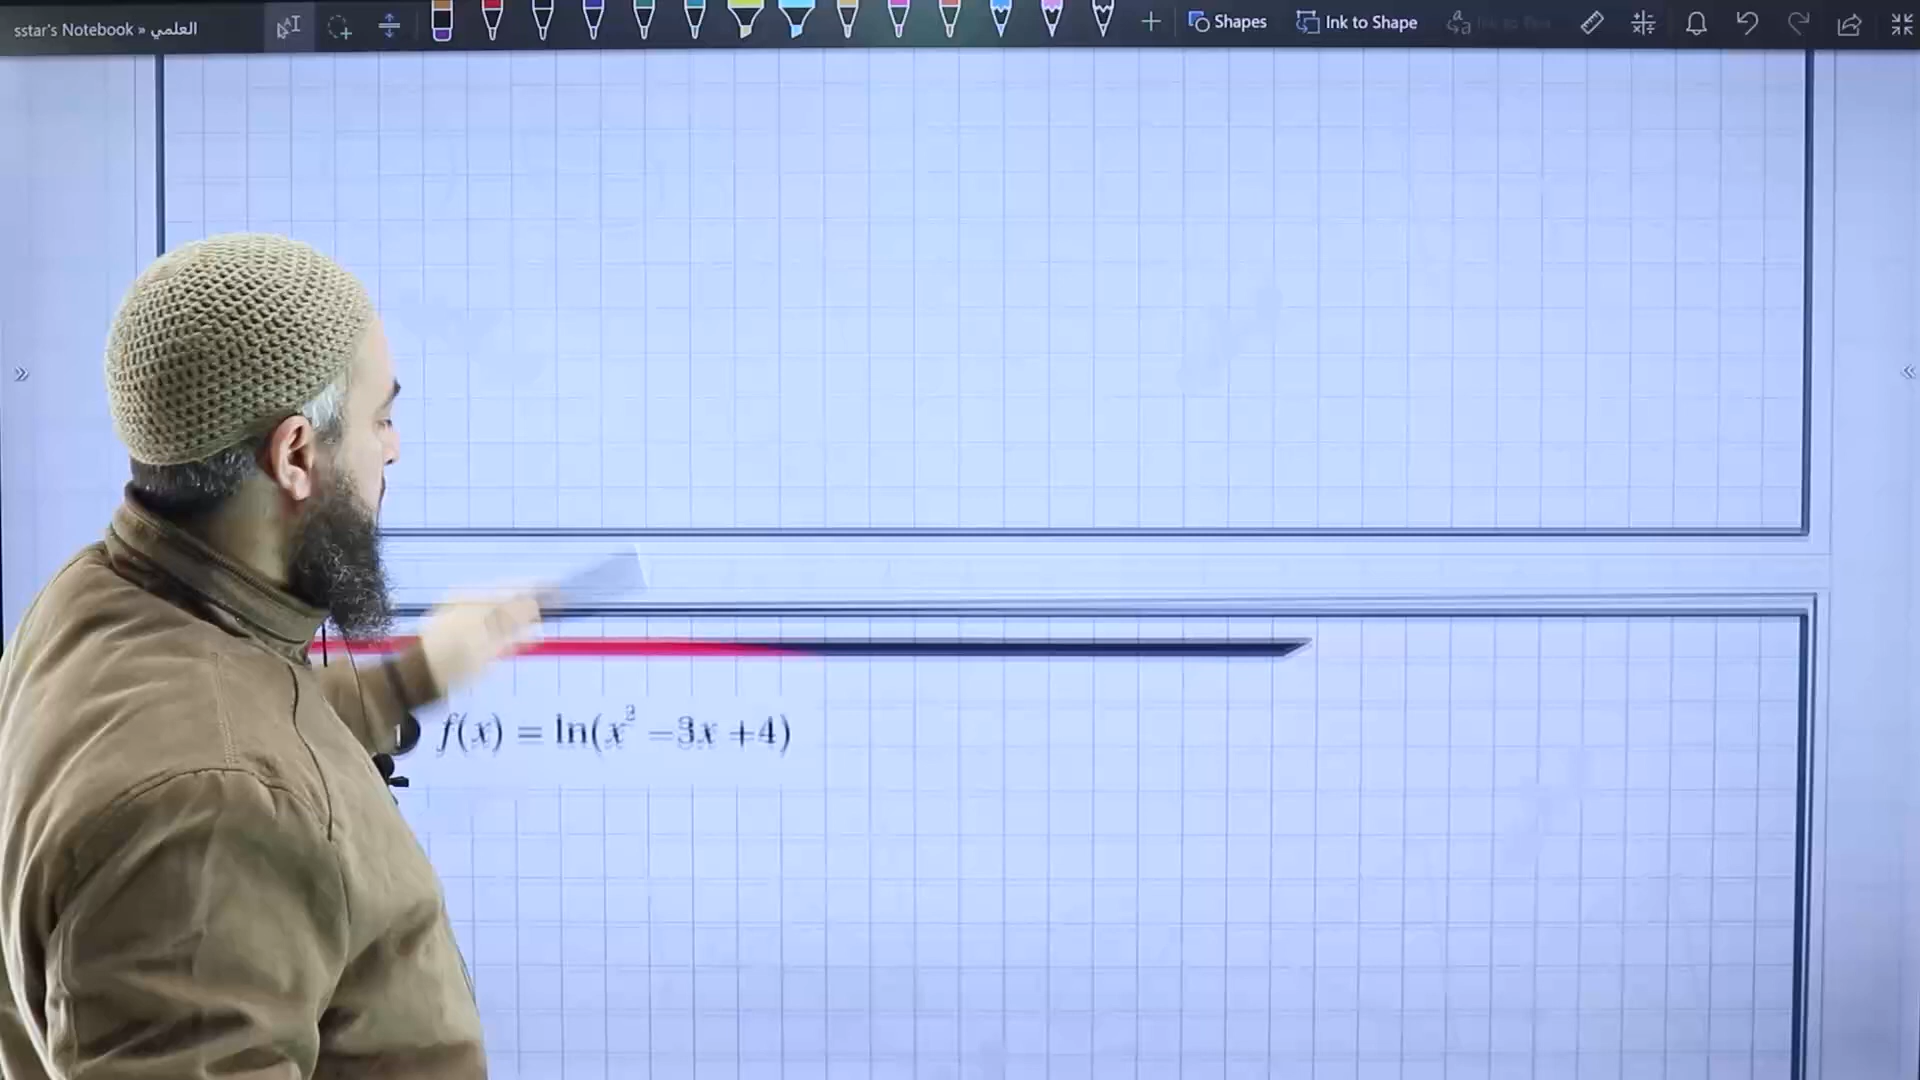 sstar's Notebook » العلمي
Shapes
Ink to Shape
f(x) = ln(x² −3x +4)